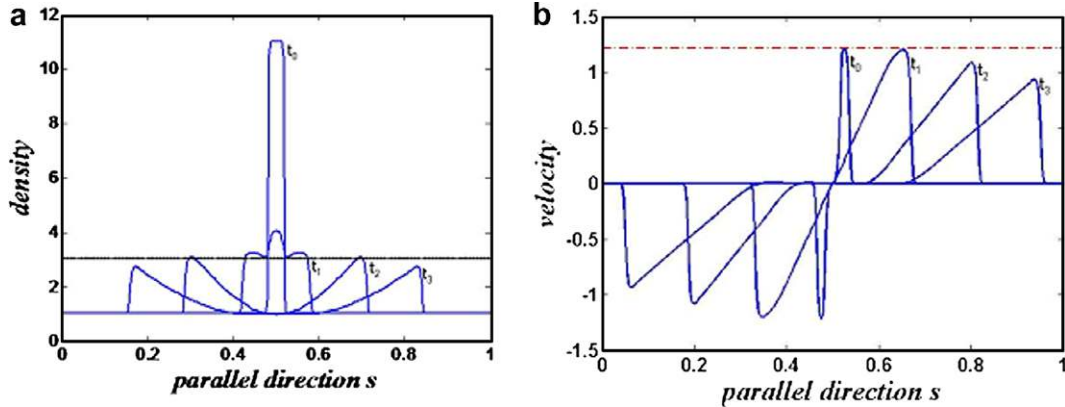 a
12
10
8
6
4
2
0
density
t0
t1
t2
t3
0
0.2
0.4
0.6
0.8
1
parallel direction s
b
1.5
1
0.5
0
-0.5
-1
-1.5
velocity
t0
t1
t2
t3
0
0.2
0.4
0.6
0.8
1
parallel direction s